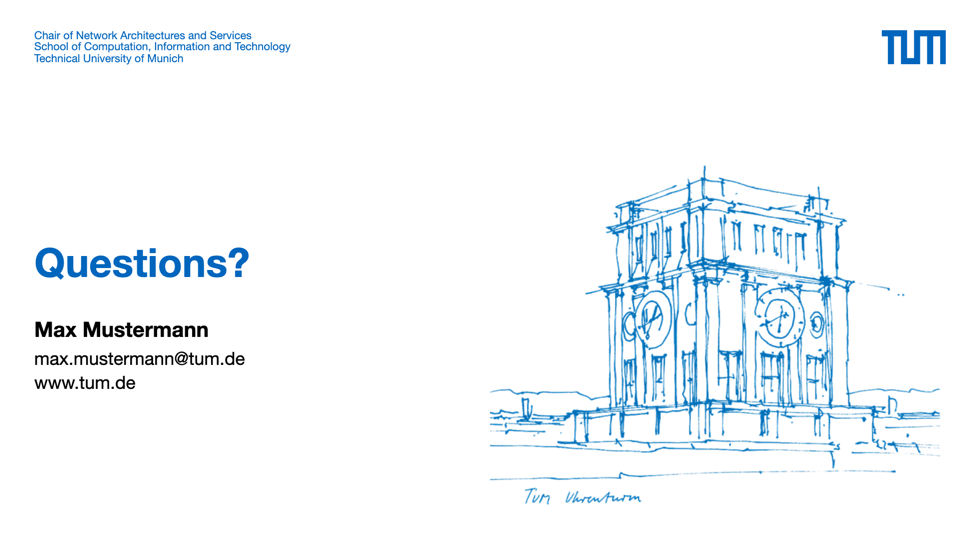 Chair of Network Architectures and Services
School of Computation, Information and Technology
Technical University of Munich
TUM
Questions?
Max Mustermann
max.mustermann@tum.de
www.tum.de
TUM Uhrenturm